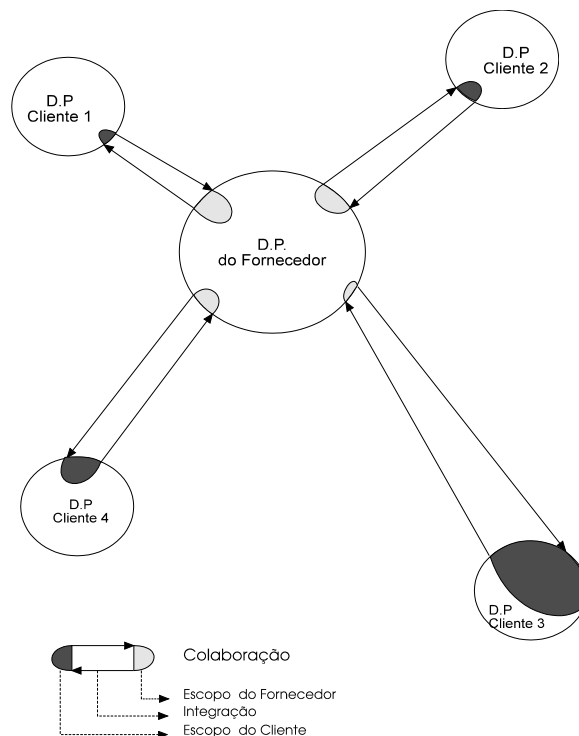 D.P
Cliente 1
D.P
Cliente 2
D.P.
do Fornecedor
D.P
Cliente 4
D.P
Cliente 3
Colaboração
Escopo do Fornecedor
Integração
Escopo do Cliente